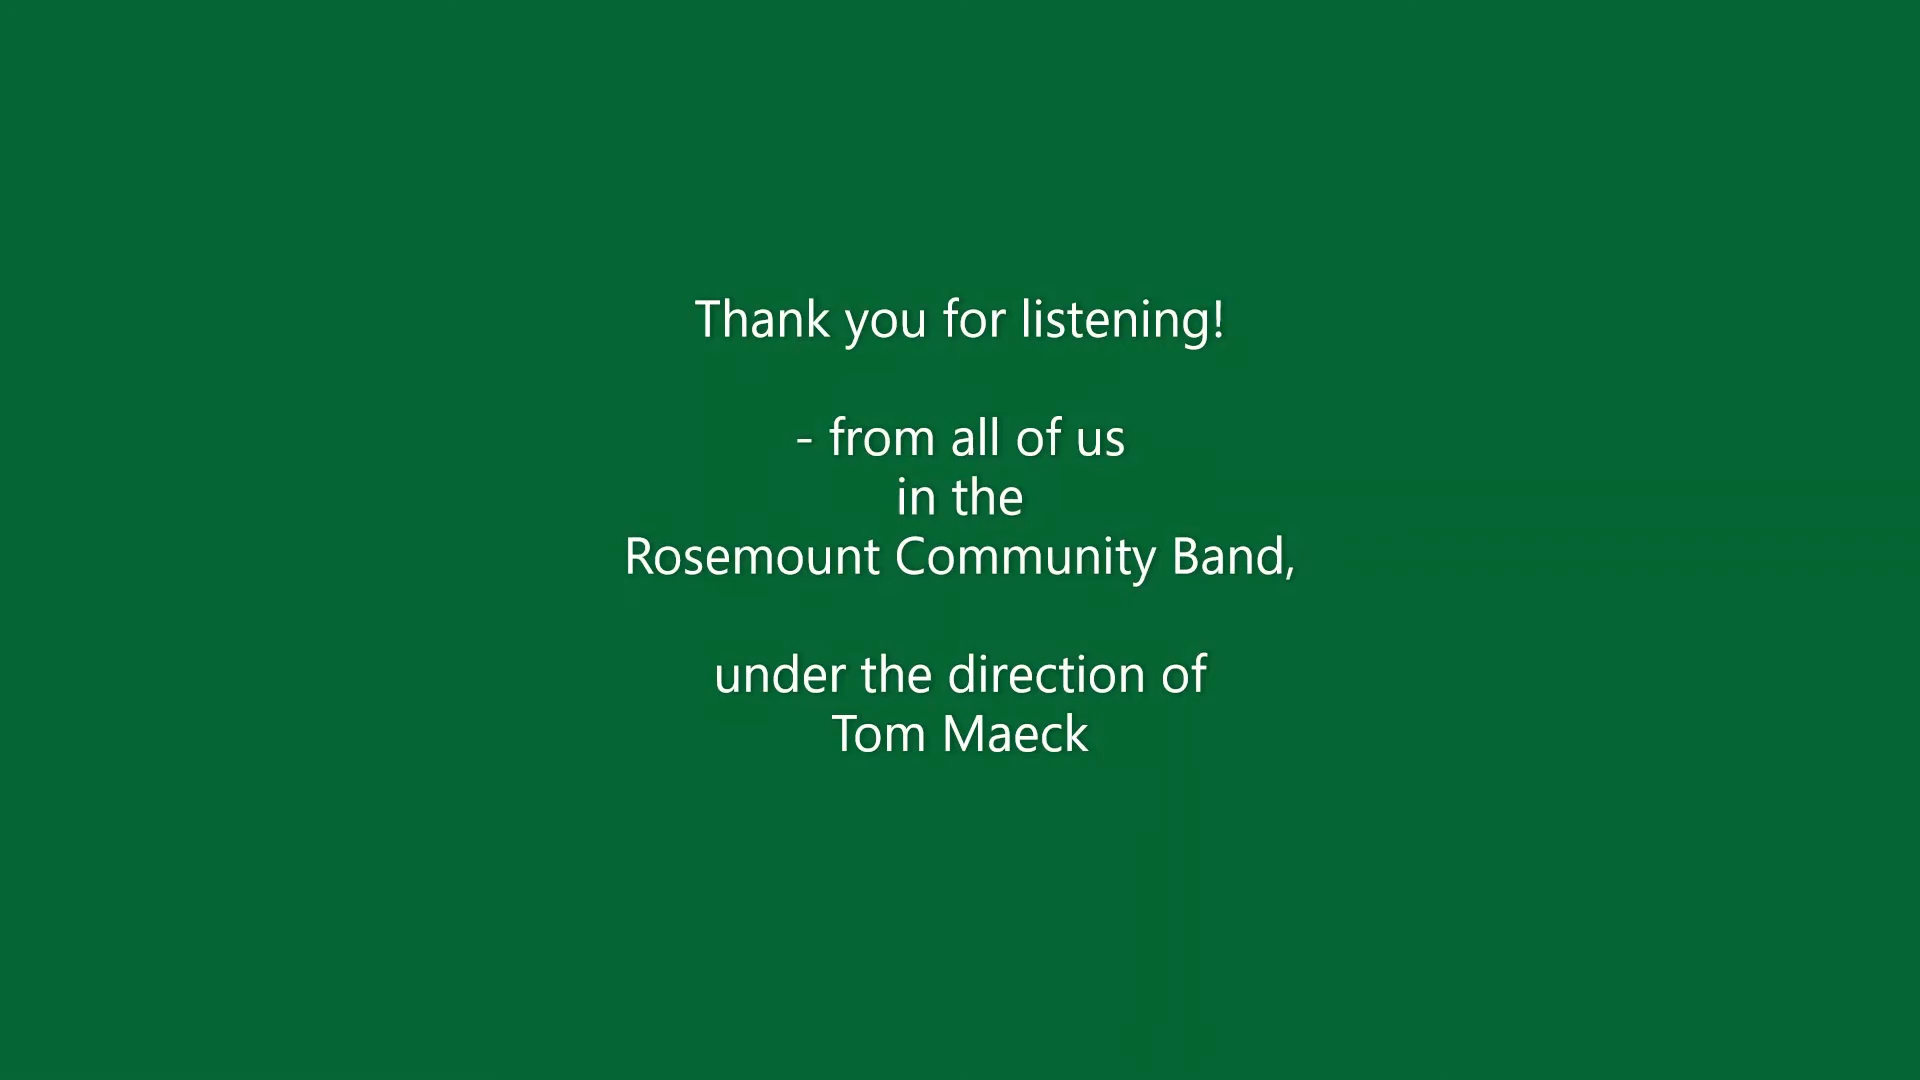 Thank you for listening!
- from all of us
in the
Rosemount Community Band,
under the direction of
Tom Maeck